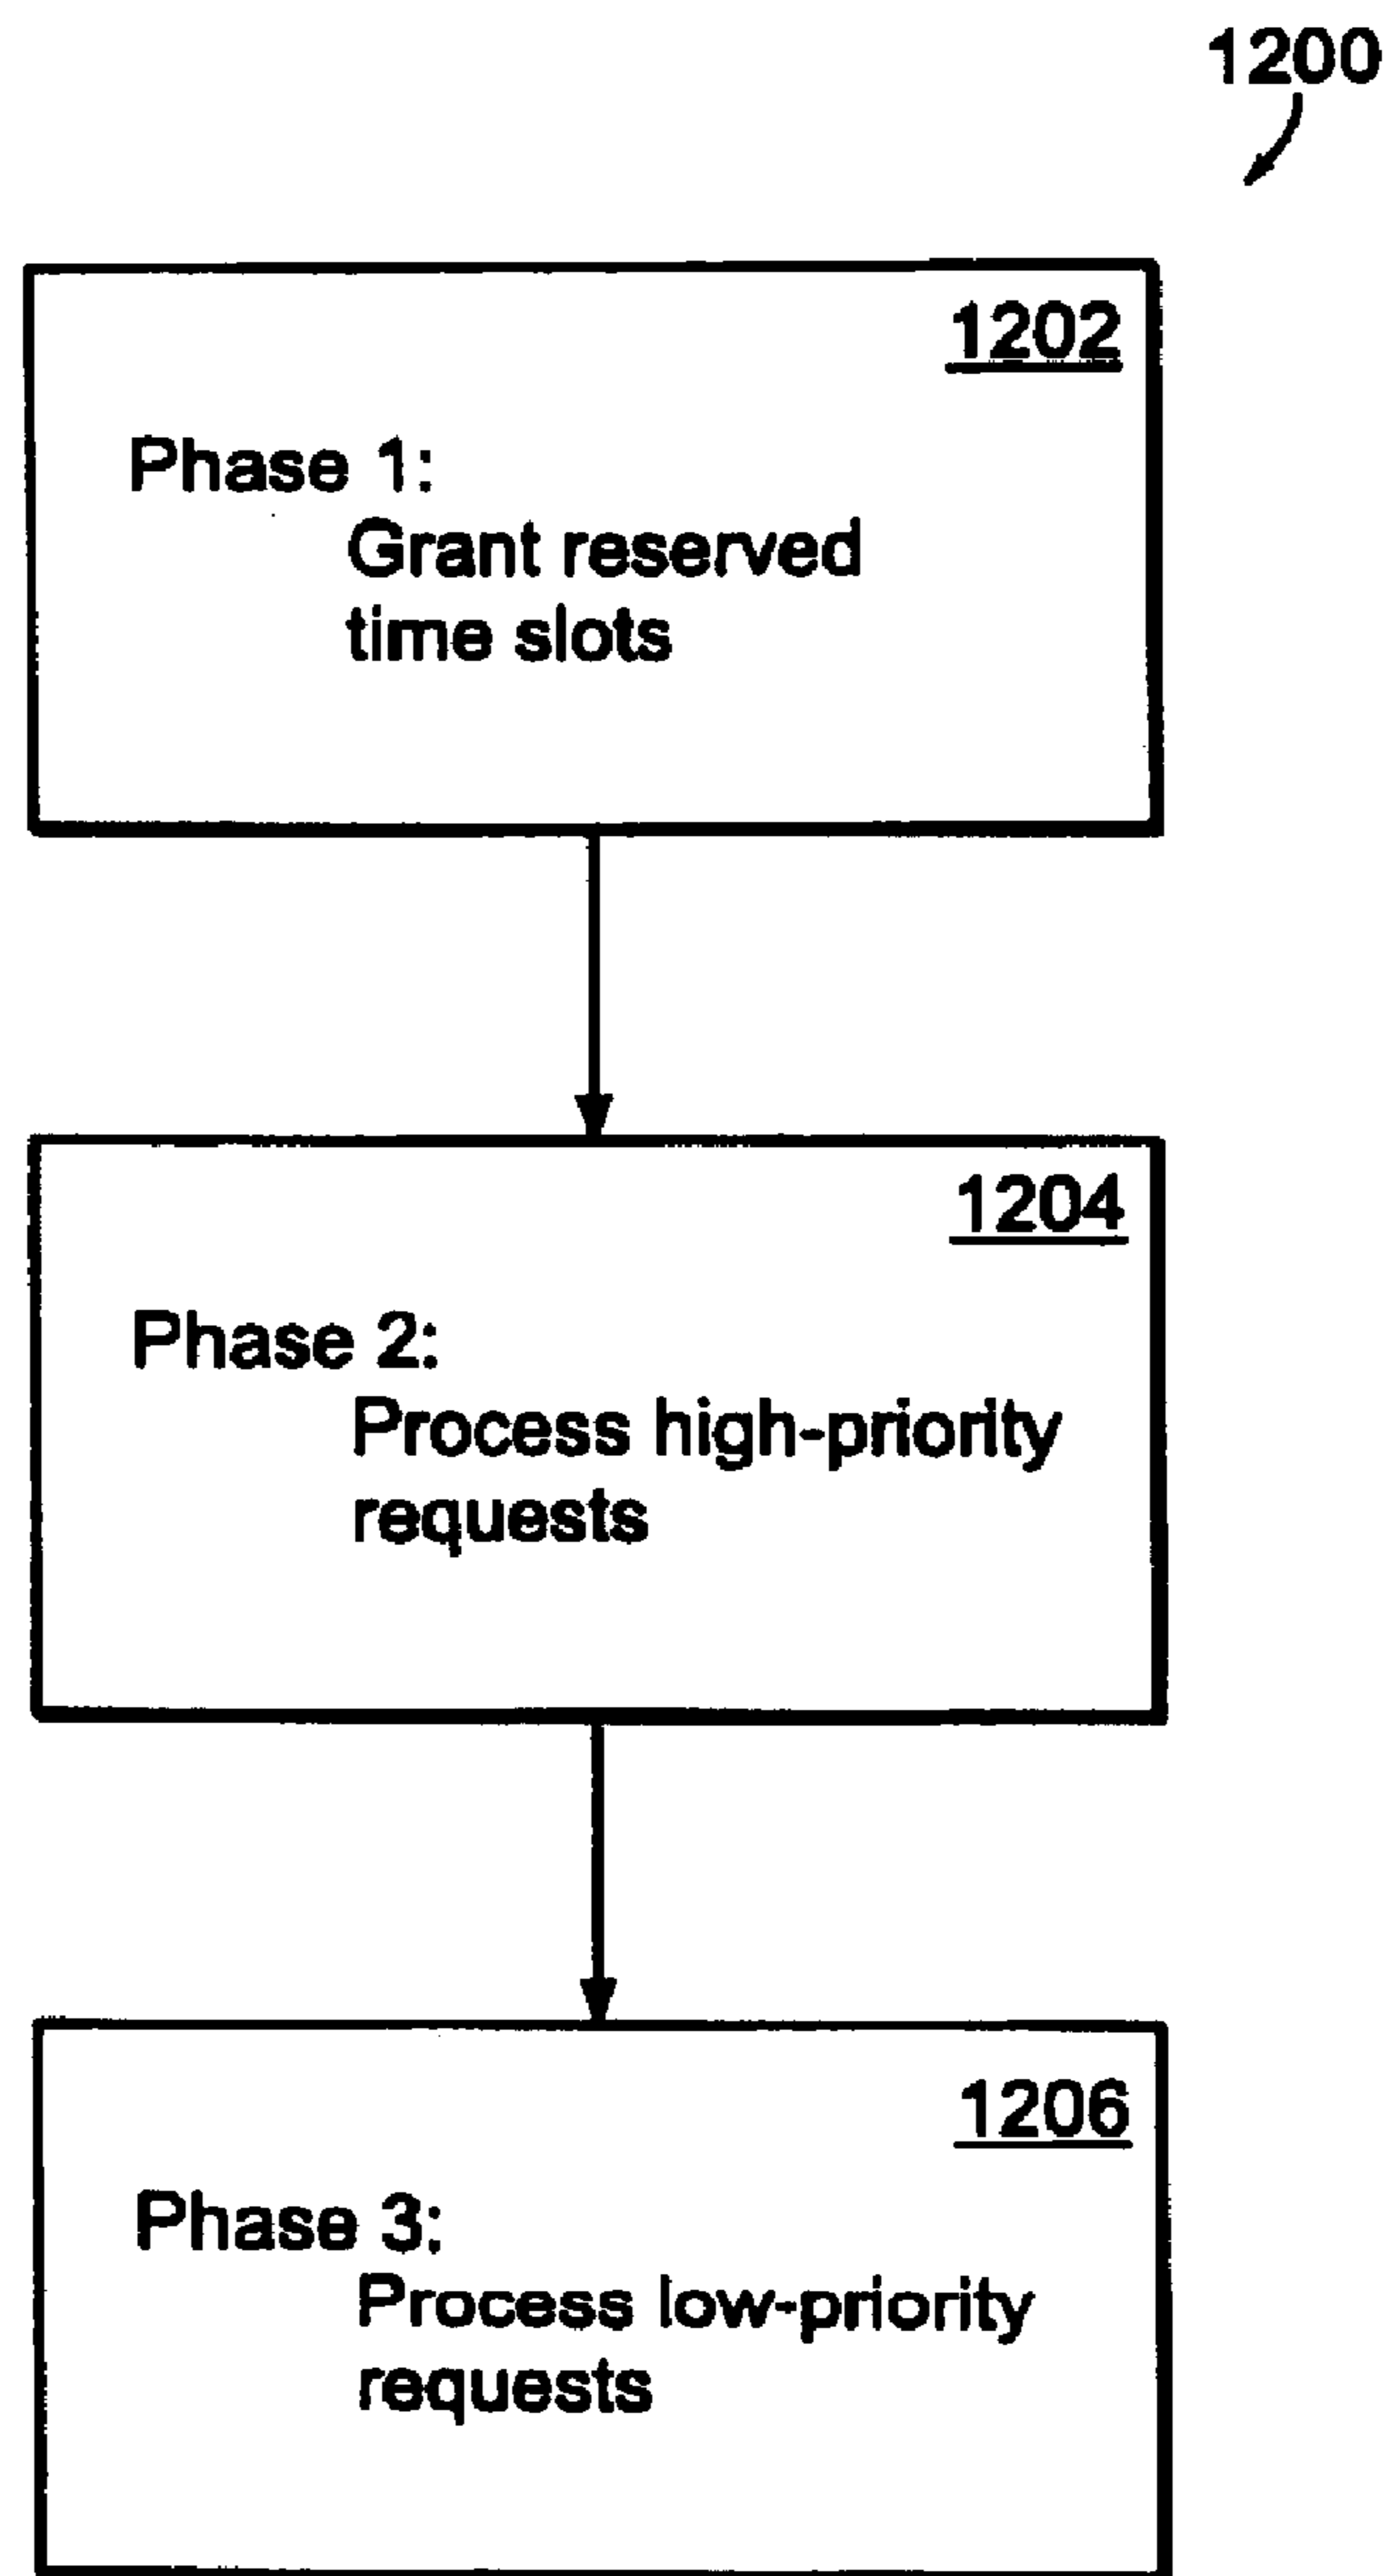 1200
1202
Phase 1:
Grant reserved
time slots
1204
Phase 2:
Process high-priority
requests
1206
Phase 3:
Process low-priority
requests